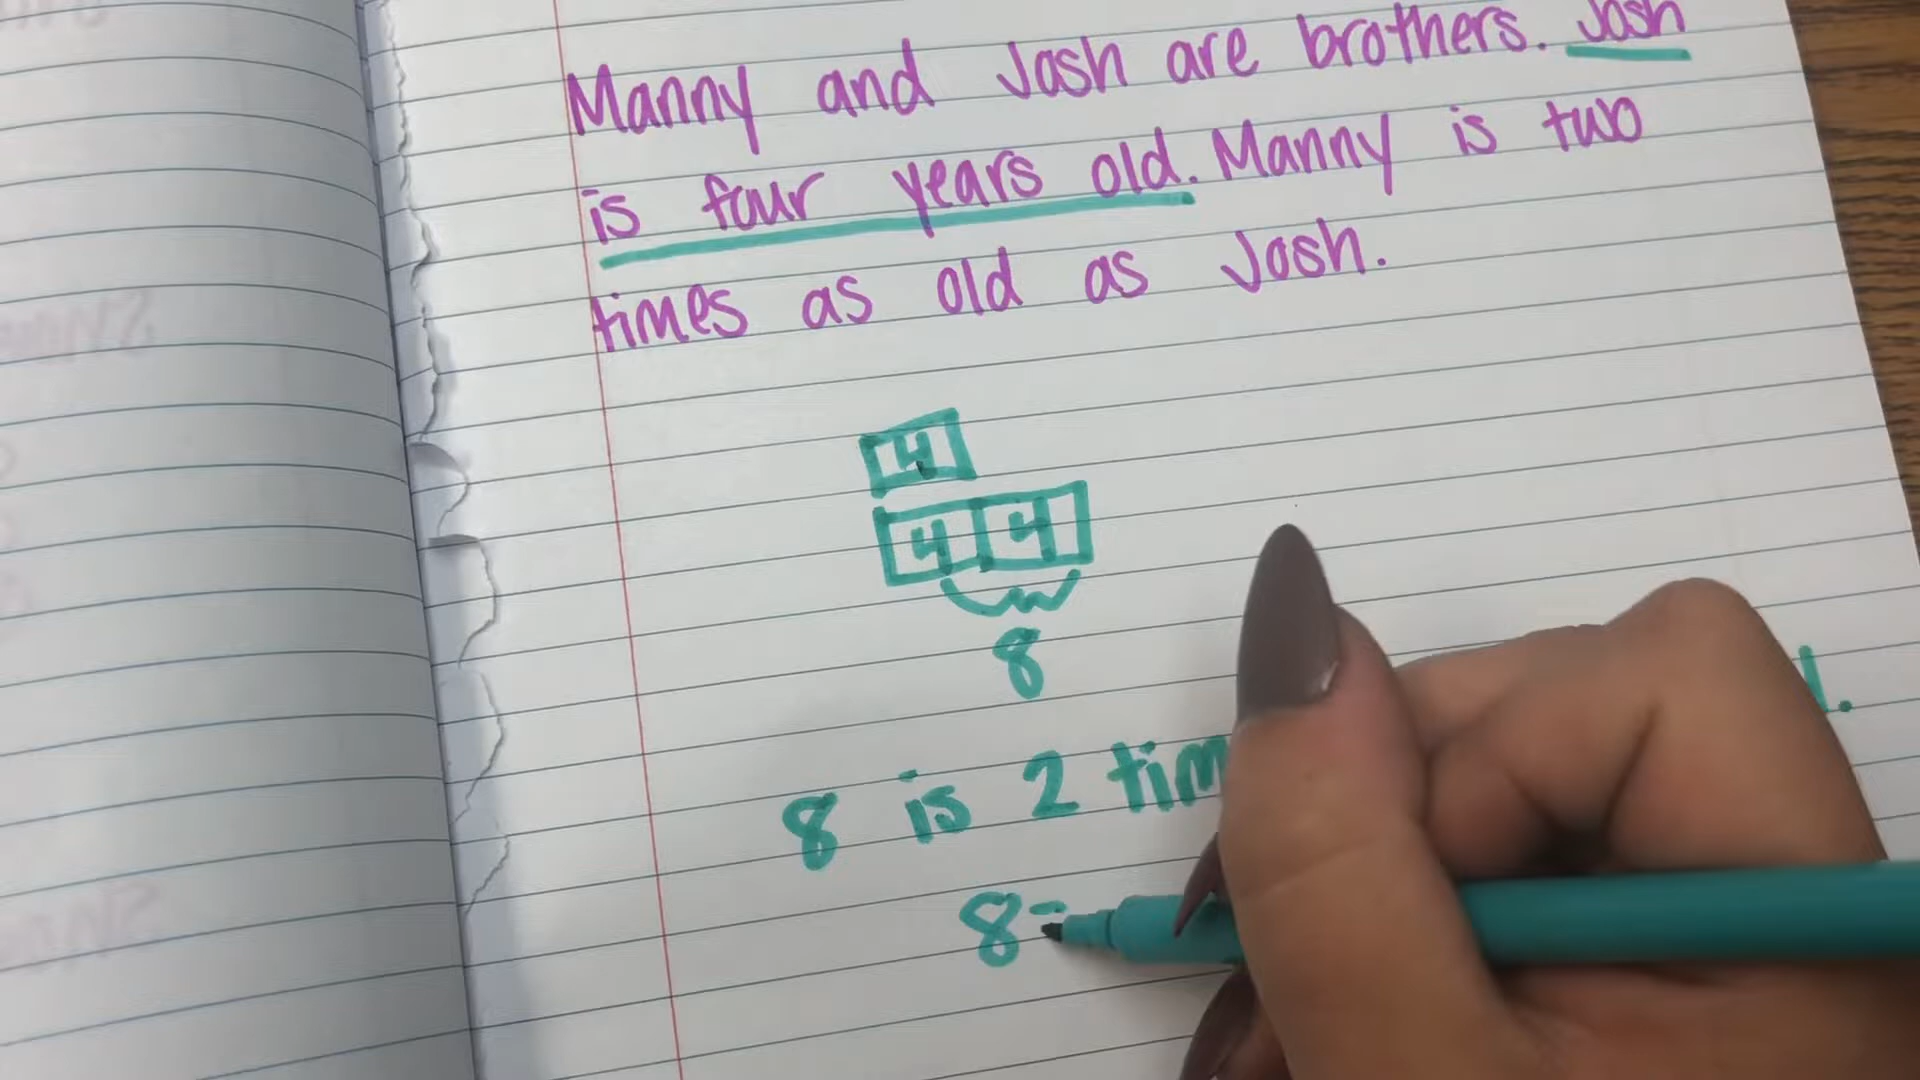 Manny and Josh are brothers. Josh
is four years old. Manny is two
times as old as Josh.
4
4 4
8
8 is 2 tim
8=